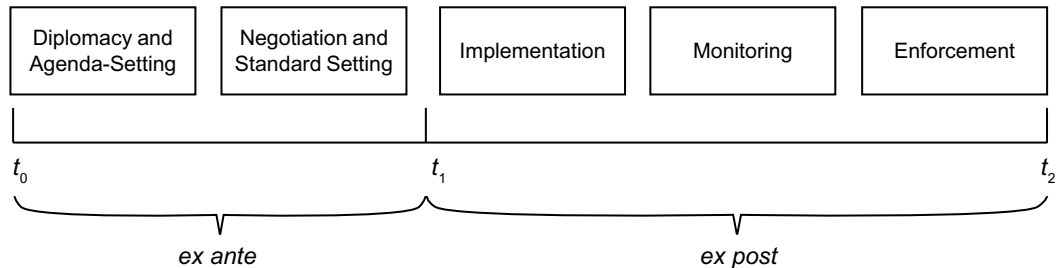 Diplomacy and
Agenda-Setting
Negotiation and
Standard Setting
Implementation
Monitoring
Enforcement
t0
t1
t2
ex ante
ex post